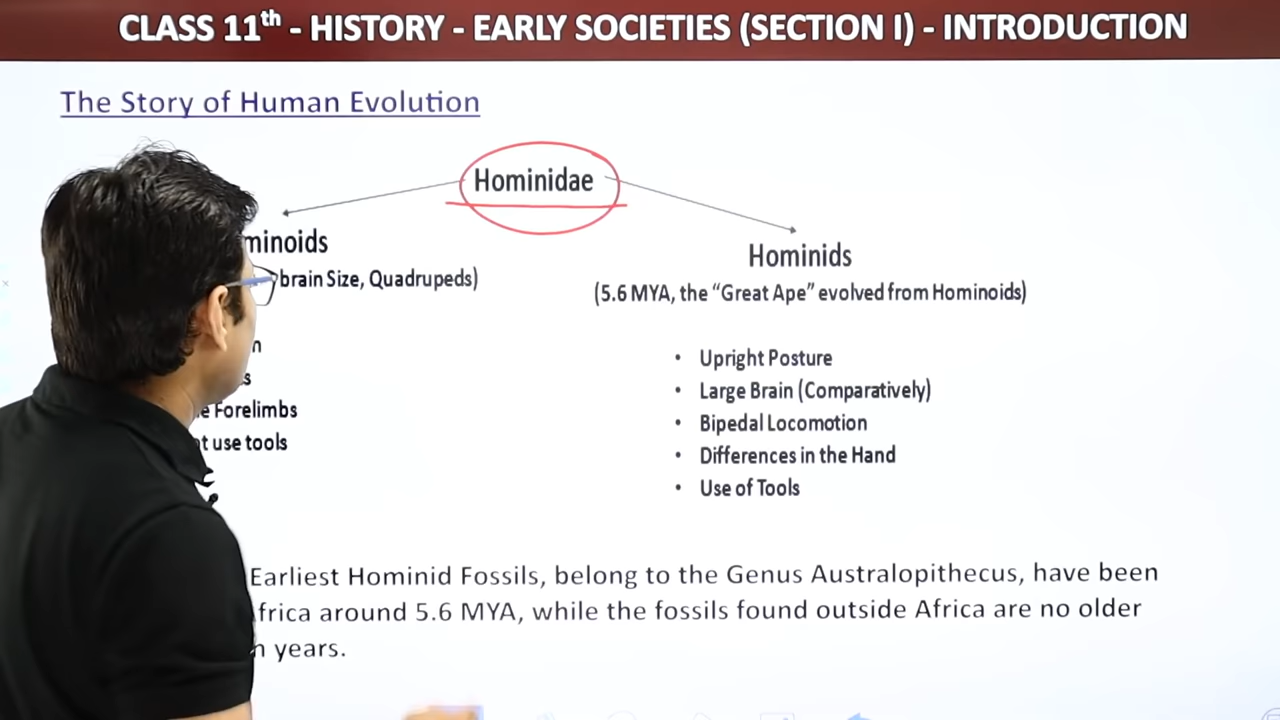 CLASS 11th - HISTORY - EARLY SOCIETIES (SECTION I) - INTRODUCTION
The Story of Human Evolution
Hominidae
minoids
Hominids
brain Size, Quadrupeds)
(5.6 MYA, the “Great Ape” evolved from Hominoids)
• Upright Posture
• Large Brain (Comparatively)
Forelimbs
• Bipedal Locomotion
use tools
• Differences in the Hand
• Use of Tools
Earliest Hominid Fossils, belong to the Genus Australopithecus, have been
frica around 5.6 MYA, while the fossils found outside Africa are no older
years.